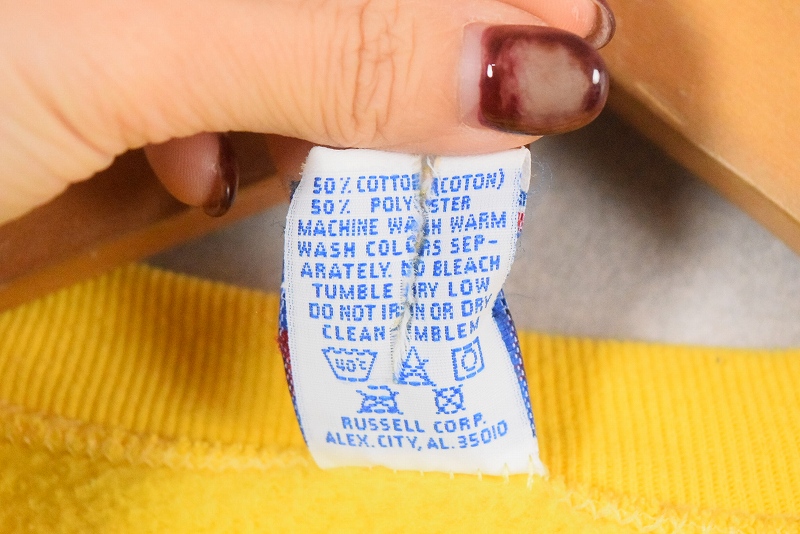 50% COTTON (COTON)
50% POLYESTER
MACHINE WASH WARM
WASH COLORS SEP-
ARATELY. NO BLEACH
TUMBLE DRY LOW
DO NOT IRON OR DRY
CLEAN EMBLEM
40°C
RUSSELL CORP.
ALEX. CITY, AL. 35010